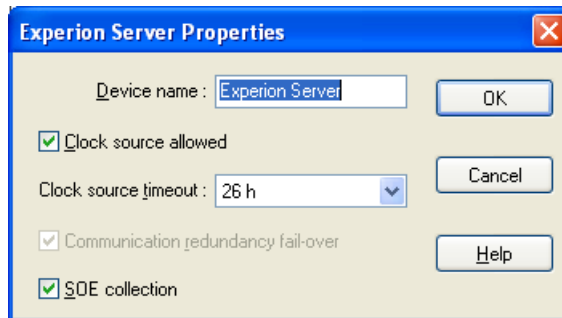 Experion Server Properties
Device name : Experion Server
OK
Clock source allowed
Clock source timeout : 26 h
Cancel
Communication redundancy fail-over
Help
SOE collection